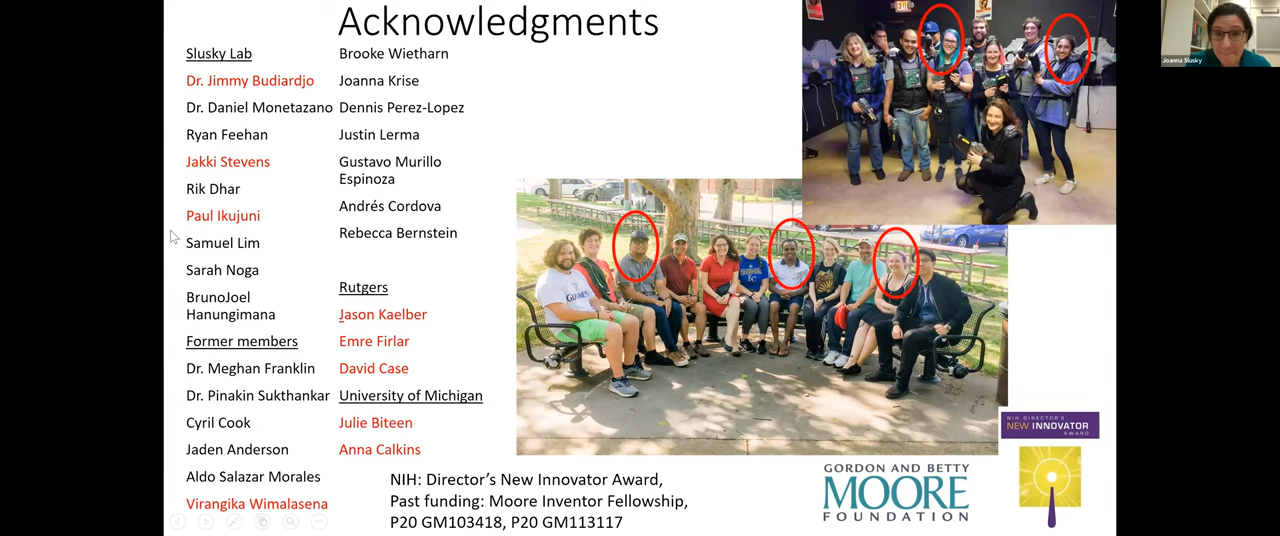 Acknowledgments
Slusky Lab
Dr. Jimmy Budiardjo
Dr. Daniel Monetazano
Ryan Feehan
Jakki Stevens
Rik Dhar
Paul Ikujuni
Samuel Lim
Sarah Noga
BrunoJoel
Hanungimana
Former members
Dr. Meghan Franklin
Dr. Pinakin Sukthankar
Cyril Cook
Jaden Anderson
Aldo Salazar Morales
Virangika Wimalasena
Brooke Wietharn
Joanna Krise
Dennis Perez-Lopez
Justin Lerma
Gustavo Murillo
Espinoza
Andrés Cordova
Rebecca Bernstein
Rutgers
Jason Kaelber
Emre Firlar
David Case
University of Michigan
Julie Biteen
Anna Calkins
NIH: Director's New Innovator Award,
Past funding: Moore Inventor Fellowship,
P20 GM103418, P20 GM113117
EXIT
GORDON AND BETTY
MOORE
FOUNDATION
NIH DIRECTOR'S
NEW INNOVATOR
AWARD
Joanna Slusky